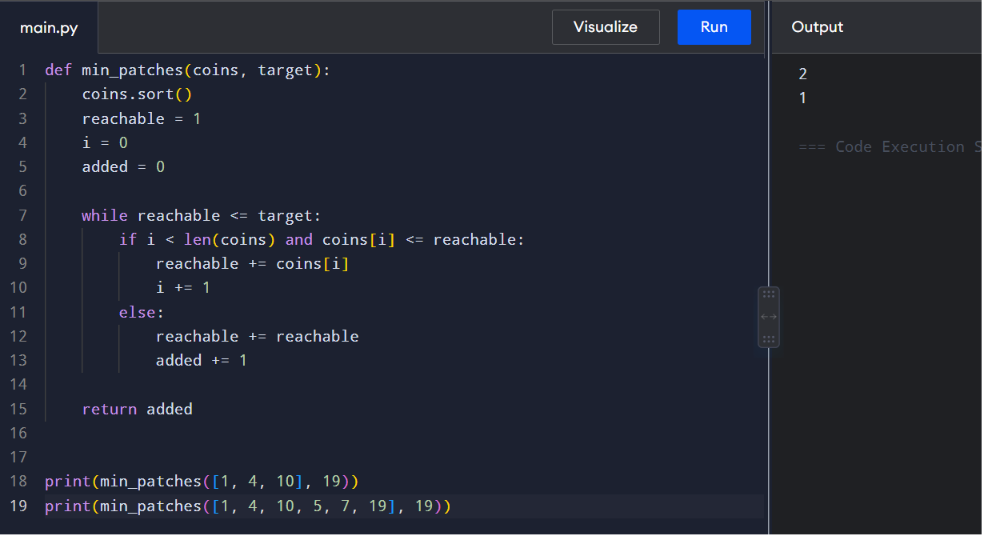 main.py
Visualize
Run
Output
1 def min_patches(coins, target):
2     coins.sort()
3     reachable = 1
4     i = 0
5     added = 0
6
7     while reachable <= target:
8         if i < len(coins) and coins[i] <= reachable:
9             reachable += coins[i]
10             i += 1
11         else:
12             reachable += reachable
13             added += 1
14
15     return added
16
17
18 print(min_patches([1, 4, 10], 19))
19 print(min_patches([1, 4, 10, 5, 7, 19], 19))
2
1
=== Code Execution S